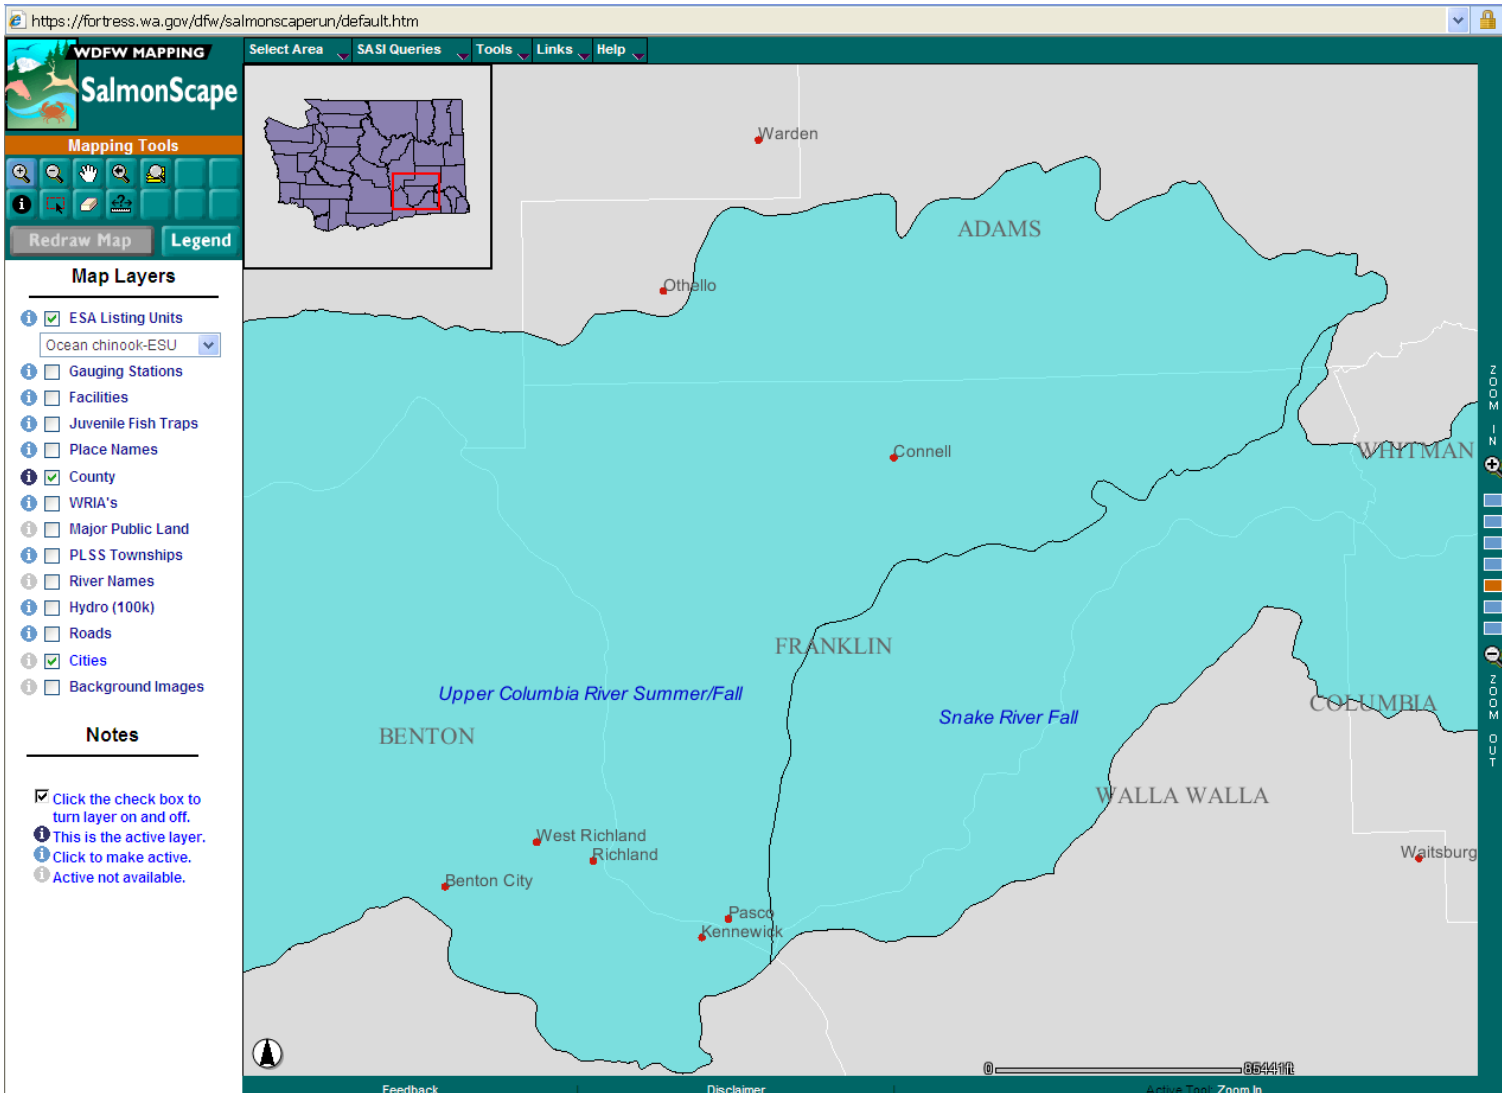 https://fortress.wa.gov/dfw/salmonscaperun/default.htm
WDFW MAPPING
SalmonScape
Select Area
SASI Queries
Tools
Links
Help
Mapping Tools
Redraw Map
Legend
Map Layers
ESA Listing Units
Ocean chinook-ESU
Gauging Stations
Facilities
Juvenile Fish Traps
Place Names
County
WRIA's
Major Public Land
PLSS Townships
River Names
Hydro (100k)
Roads
Cities
Background Images
Notes
Click the check box to
turn layer on and off.
This is the active layer.
Click to make active.
Active not available.
Warden
ADAMS
Othello
Connell
WHITMAN
FRANKLIN
Upper Columbia River Summer/Fall
Snake River Fall
COLUMBIA
BENTON
WALLA WALLA
West Richland
Richland
Waitsburg
Benton City
Pasco
Kennewick
0
85441ft
ZOOM IN
ZOOM OUT
Feedback
Disclaimer
Active Tool: Zoom In